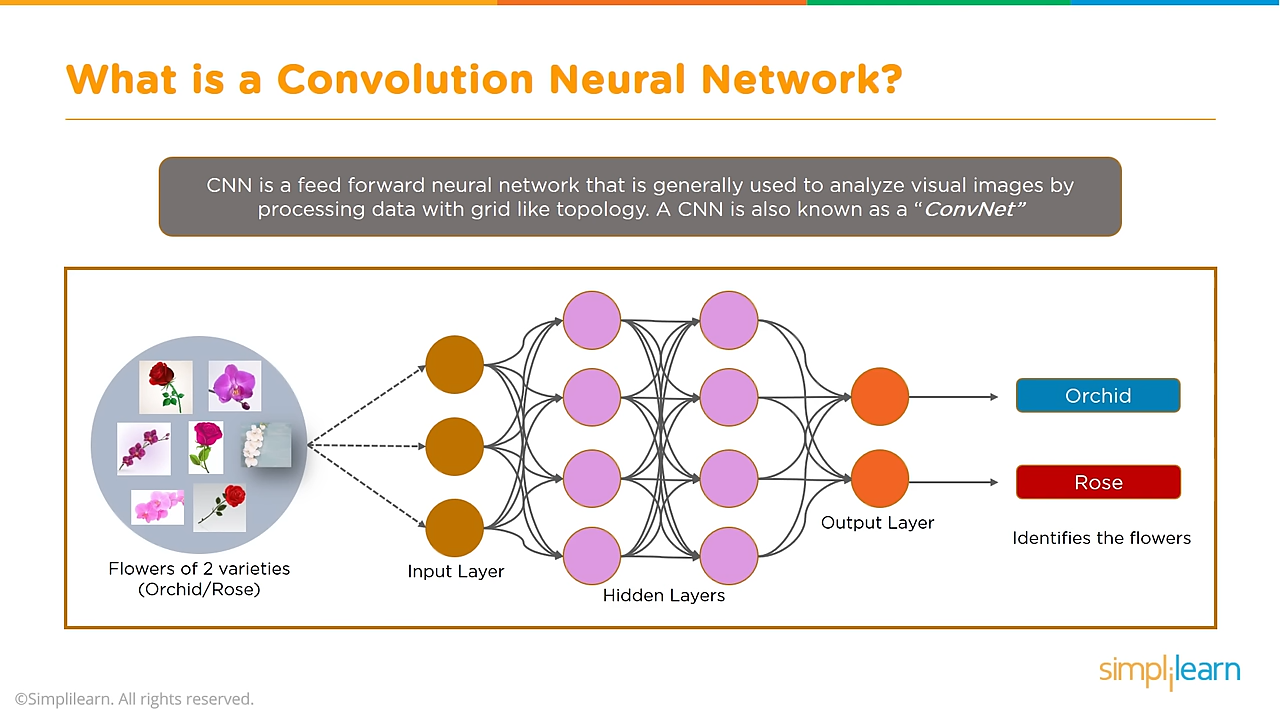 What is a Convolution Neural Network?
CNN is a feed forward neural network that is generally used to analyze visual images by
processing data with grid like topology. A CNN is also known as a “ConvNet”
Flowers of 2 varieties
(Orchid/Rose)
Input Layer
Hidden Layers
Output Layer
Orchid
Rose
Identifies the flowers
simplilearn
©Simplilearn. All rights reserved.